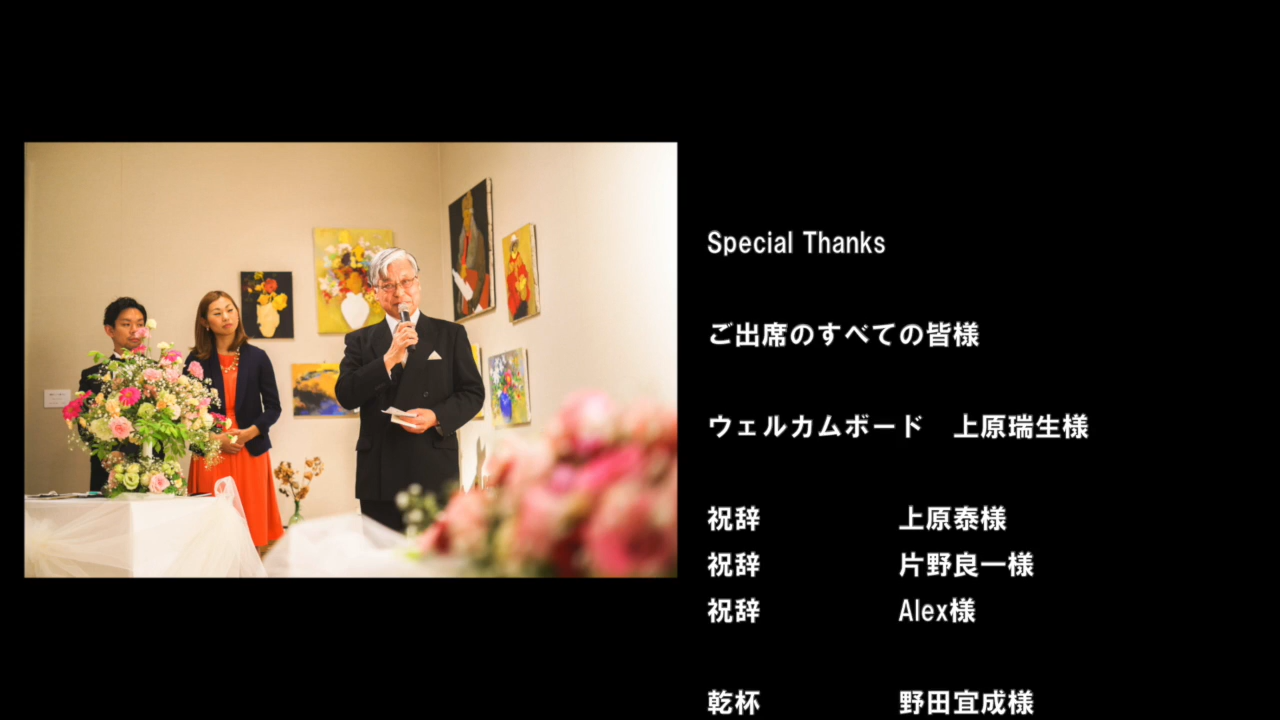 Special Thanks
ご出席のすべての皆様
ウェルカムボード　上原瑞生様
祝辞　上原泰様
祝辞　片野良一様
祝辞　Alex様
乾杯　野田宜成様